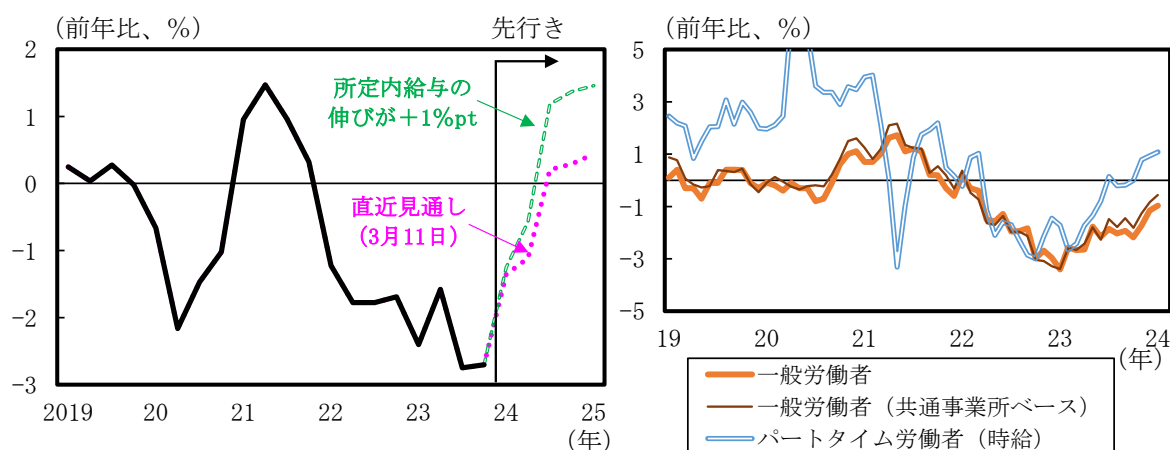 （前年比、％）
先行き
2
1
0
-1
-2
-3
所定内給与の
伸びが＋1%pt
直近見通し
（3月11日）
2019 20 21 22 23 24 25
（年）
（前年比、％）
5
3
1
-1
-3
-5
19 20 21 22 23 24
（年）
一般労働者
一般労働者（共通事業所ベース）
パートタイム労働者（時給）